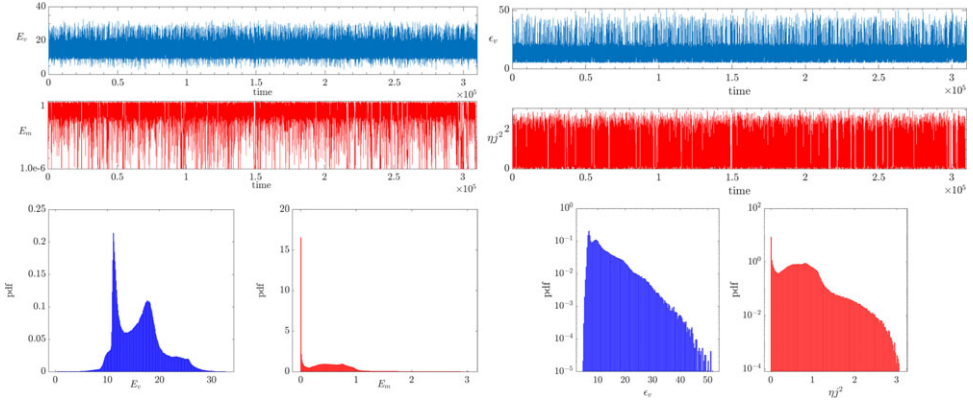 40
E_v 20
0
0 0.5 1 1.5 2 2.5 3
time ×10^5
1
E_m
1.0e-6
0 0.5 1 1.5 2 2.5 3
time ×10^5
50
ϵ_v
0
0 0.5 1 1.5 2 2.5 3
time ×10^5
ηj² 2
0
0 0.5 1 1.5 2 2.5 3
time ×10^5
0.25
0.2
0.15
pdf
0.1
0.05
0
0 10 20 30
E_v
20
15
pdf
10
5
0
0 1 2 3
E_m
10^0
10^-1
10^-2
pdf
10^-3
10^-4
10^-5
10 20 30 40 50
ϵ_v
10^2
10^0
pdf
10^-2
10^-4
0 1 2 3
ηj²